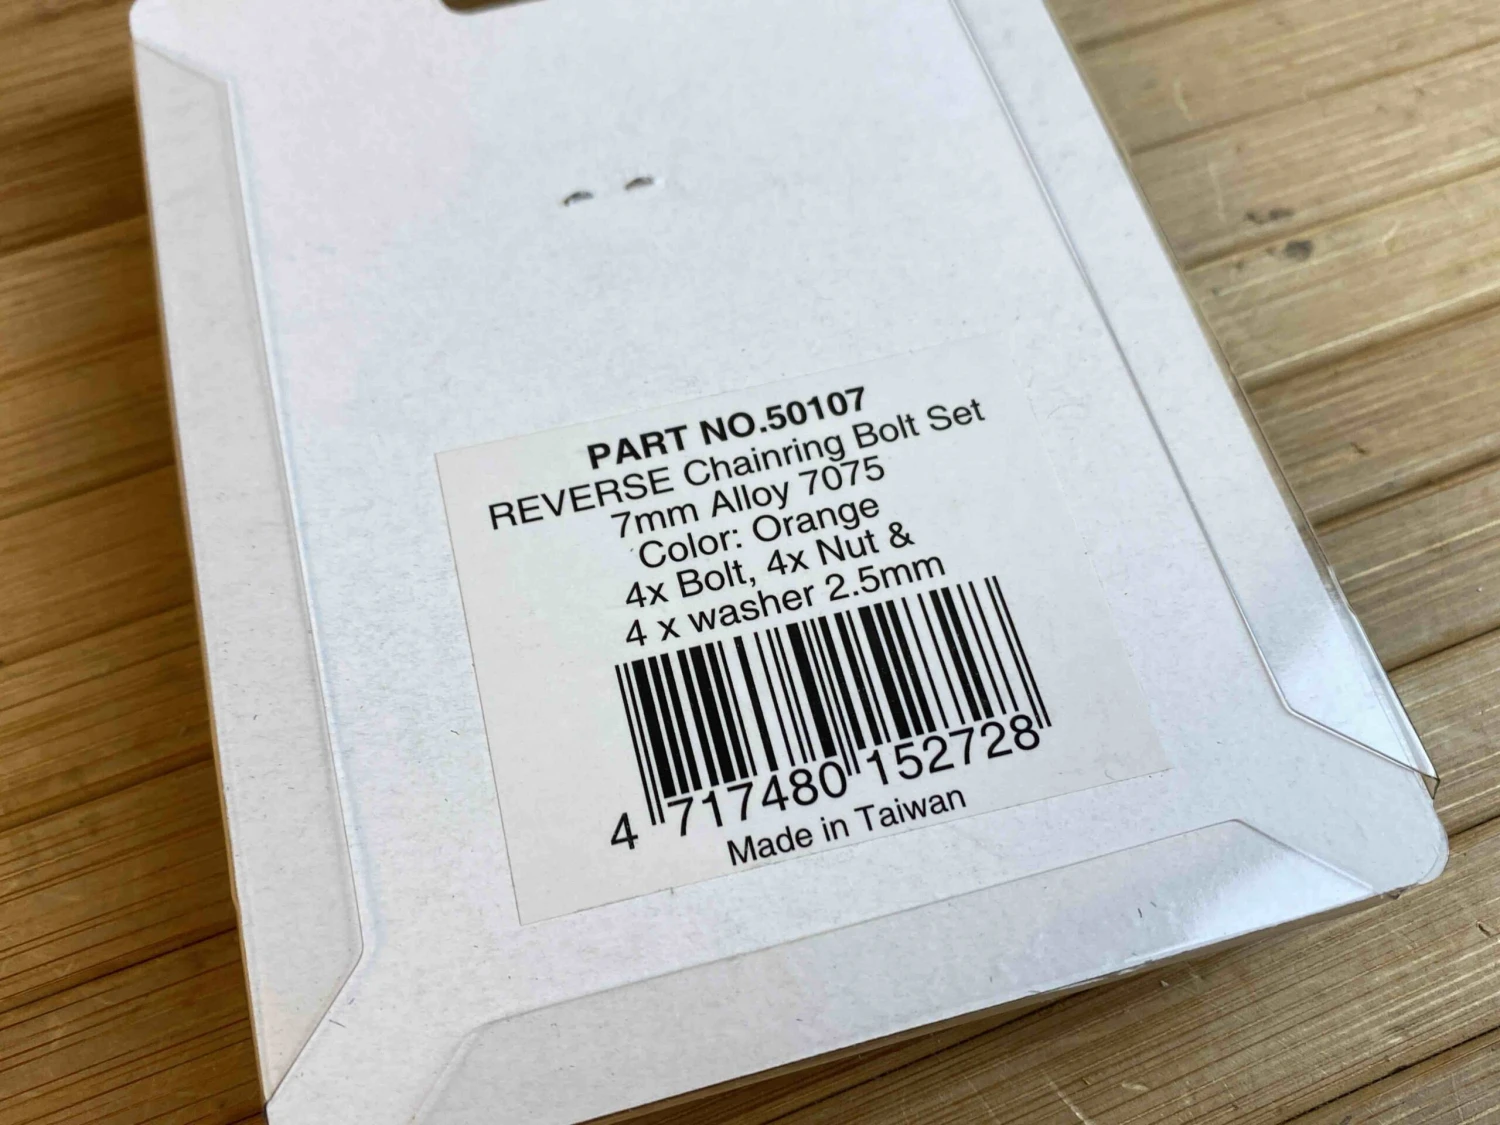 PART NO.50107
REVERSE Chainring Bolt Set
7mm Alloy 7075
Color: Orange
4x Bolt, 4x Nut &
4 x washer 2.5mm
4 717480 152728
Made in Taiwan